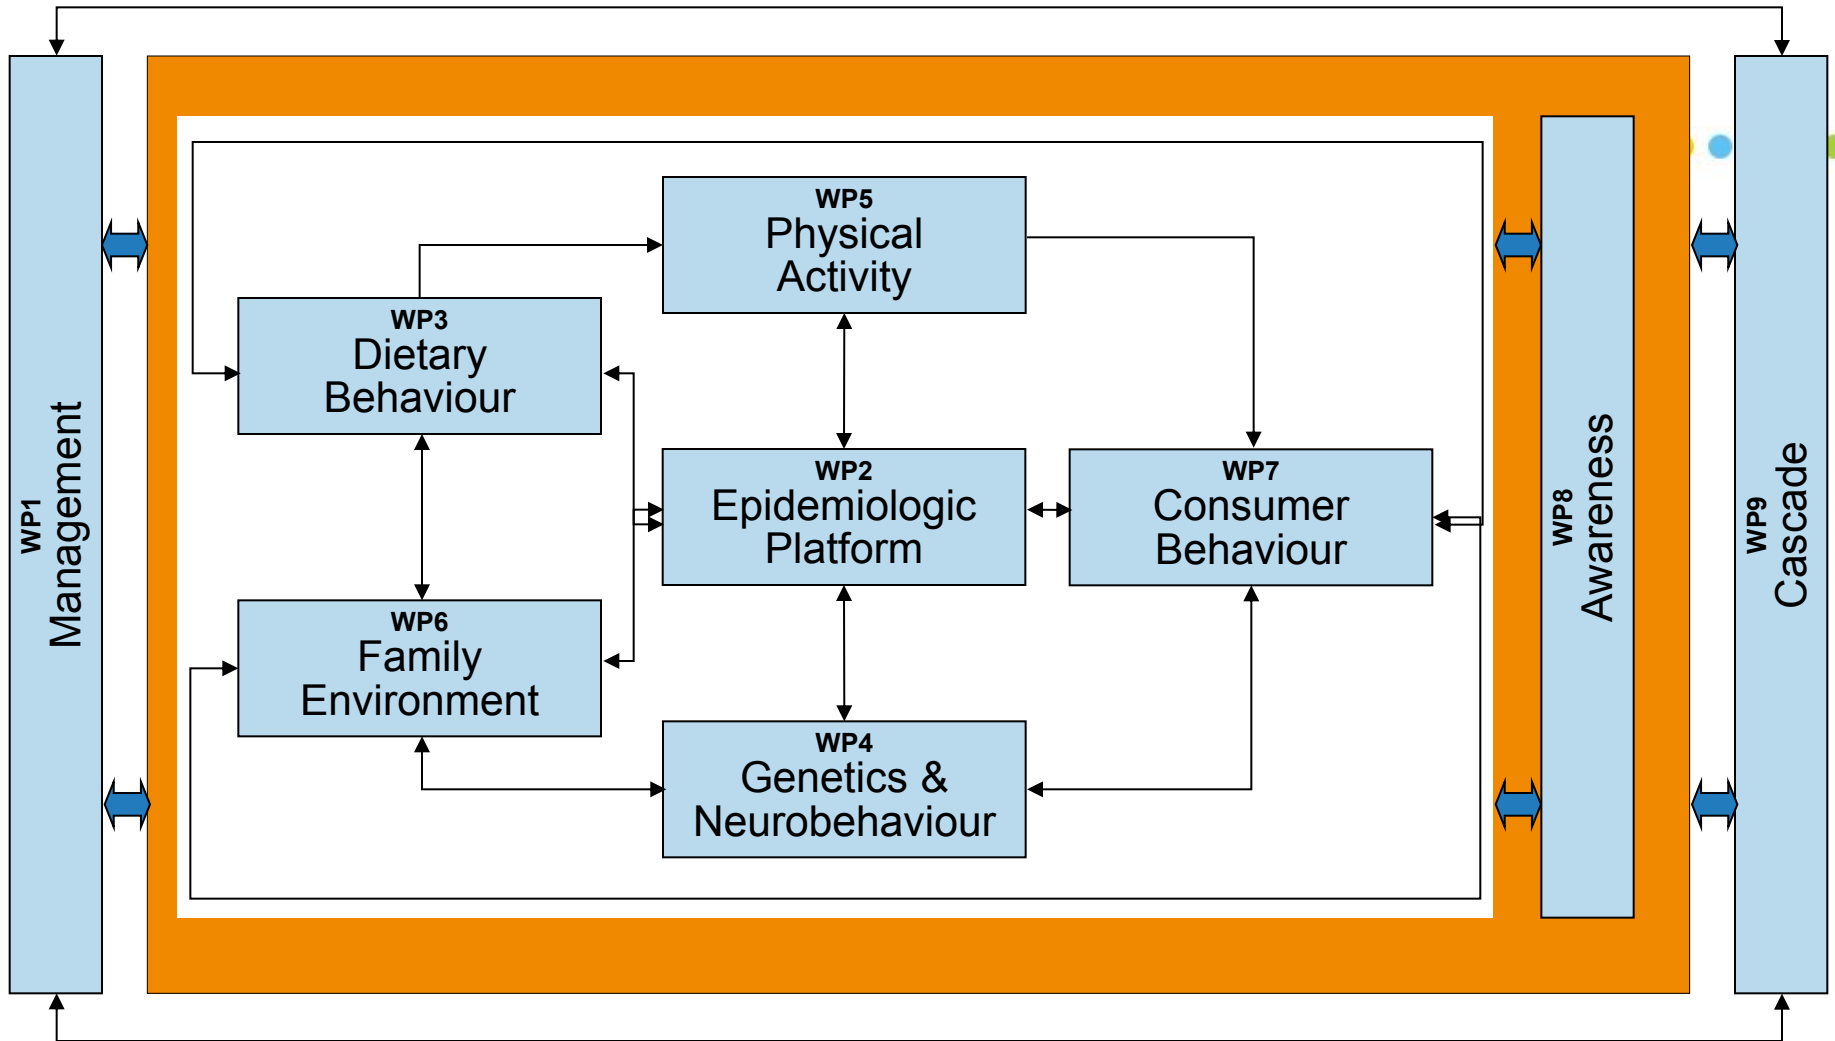 WP1
Management
WP5
Physical
Activity
WP3
Dietary
Behaviour
WP2
Epidemiologic
Platform
WP7
Consumer
Behaviour
WP6
Family
Environment
WP4
Genetics &
Neurobehaviour
WP8
Awareness
WP9
Cascade